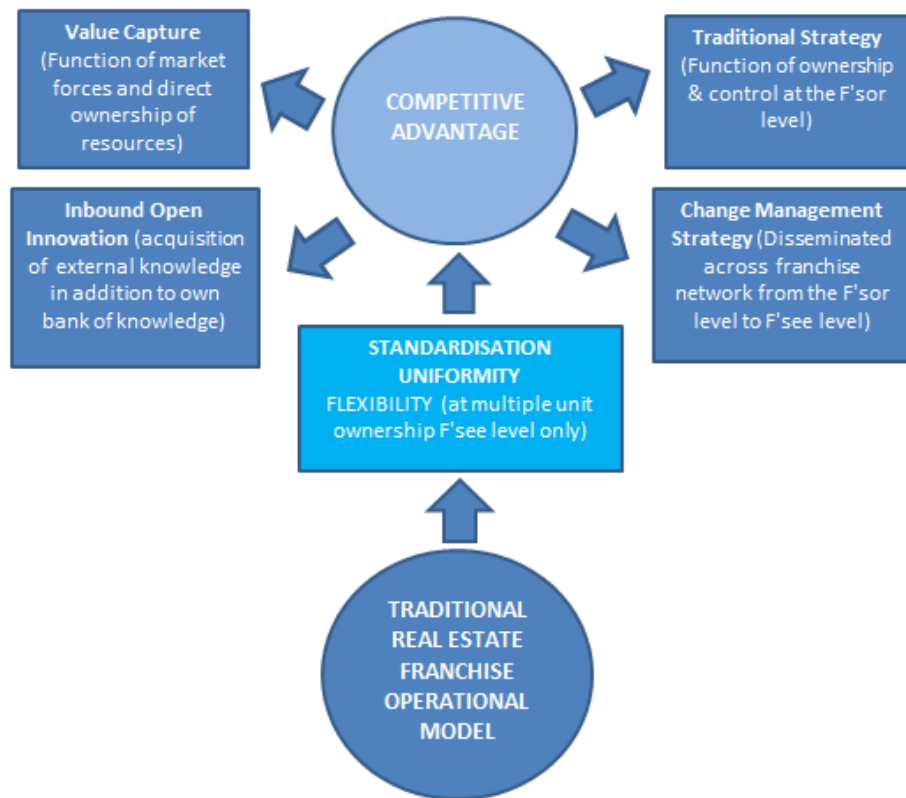 Value Capture
(Function of market
forces and direct
ownership of
resources)
COMPETITIVE
ADVANTAGE
Traditional Strategy
(Function of ownership
& control at the F'sor
level)
Inbound Open
Innovation (acquisition
of external knowledge
in addition to own
bank of knowledge)
Change Management
Strategy (Disseminated
across franchise
network from the F'sor
level to F'see level)
STANDARDISATION
UNIFORMITY
FLEXIBILITY (at multiple unit
ownership F'see level only)
TRADITIONAL
REAL ESTATE
FRANCHISE
OPERATIONAL
MODEL